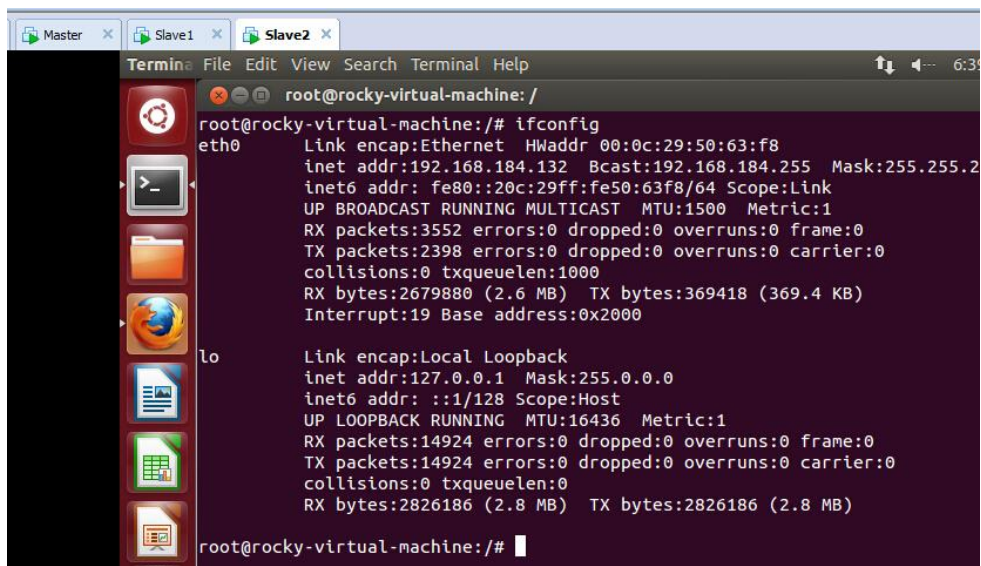 Master Slave1 Slave2
Termina File Edit View Search Terminal Help 6:39
root@rocky-virtual-machine: /
root@rocky-virtual-machine:/# ifconfig
eth0 Link encap:Ethernet HWaddr 00:0c:29:50:63:f8
inet addr:192.168.184.132 Bcast:192.168.184.255 Mask:255.255.2
inet6 addr: fe80::20c:29ff:fe50:63f8/64 Scope:Link
UP BROADCAST RUNNING MULTICAST MTU:1500 Metric:1
RX packets:3552 errors:0 dropped:0 overruns:0 frame:0
TX packets:2398 errors:0 dropped:0 overruns:0 carrier:0
collisions:0 txqueuelen:1000
RX bytes:2679880 (2.6 MB) TX bytes:369418 (369.4 KB)
Interrupt:19 Base address:0x2000
lo Link encap:Local Loopback
inet addr:127.0.0.1 Mask:255.0.0.0
inet6 addr: ::1/128 Scope:Host
UP LOOPBACK RUNNING MTU:16436 Metric:1
RX packets:14924 errors:0 dropped:0 overruns:0 frame:0
TX packets:14924 errors:0 dropped:0 overruns:0 carrier:0
collisions:0 txqueuelen:0
RX bytes:2826186 (2.8 MB) TX bytes:2826186 (2.8 MB)
root@rocky-virtual-machine:/#